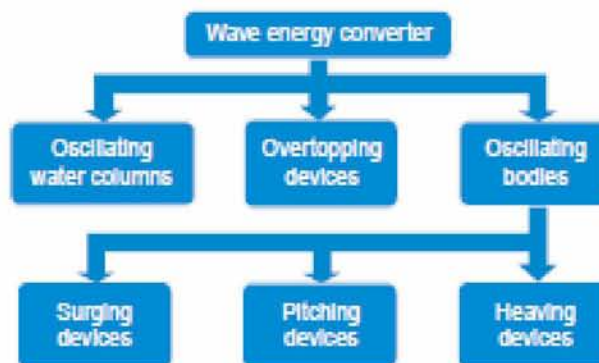 Wave energy converter
Oscillating
water columns
Overtopping
devices
Oscillating
bodies
Surging
devices
Pitching
devices
Heaving
devices